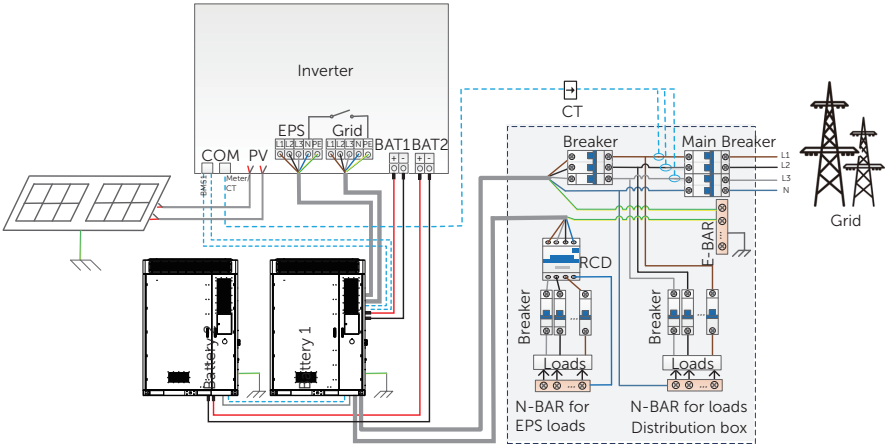 Inverter
EPS
Grid
L1 L2 L3 N PE
L1 L2 L3 N PE
BAT1 BAT2
+ -
+ -
COM
PV
BMS1
Meter/
CT
CT
Breaker
Main Breaker
L1
L2
L3
N
Grid
E-BAR
RCD
Breaker
Breaker
...
...
Loads
Loads
...
...
N-BAR for
EPS loads
N-BAR for loads
Distribution box
Battery 2
Battery 1